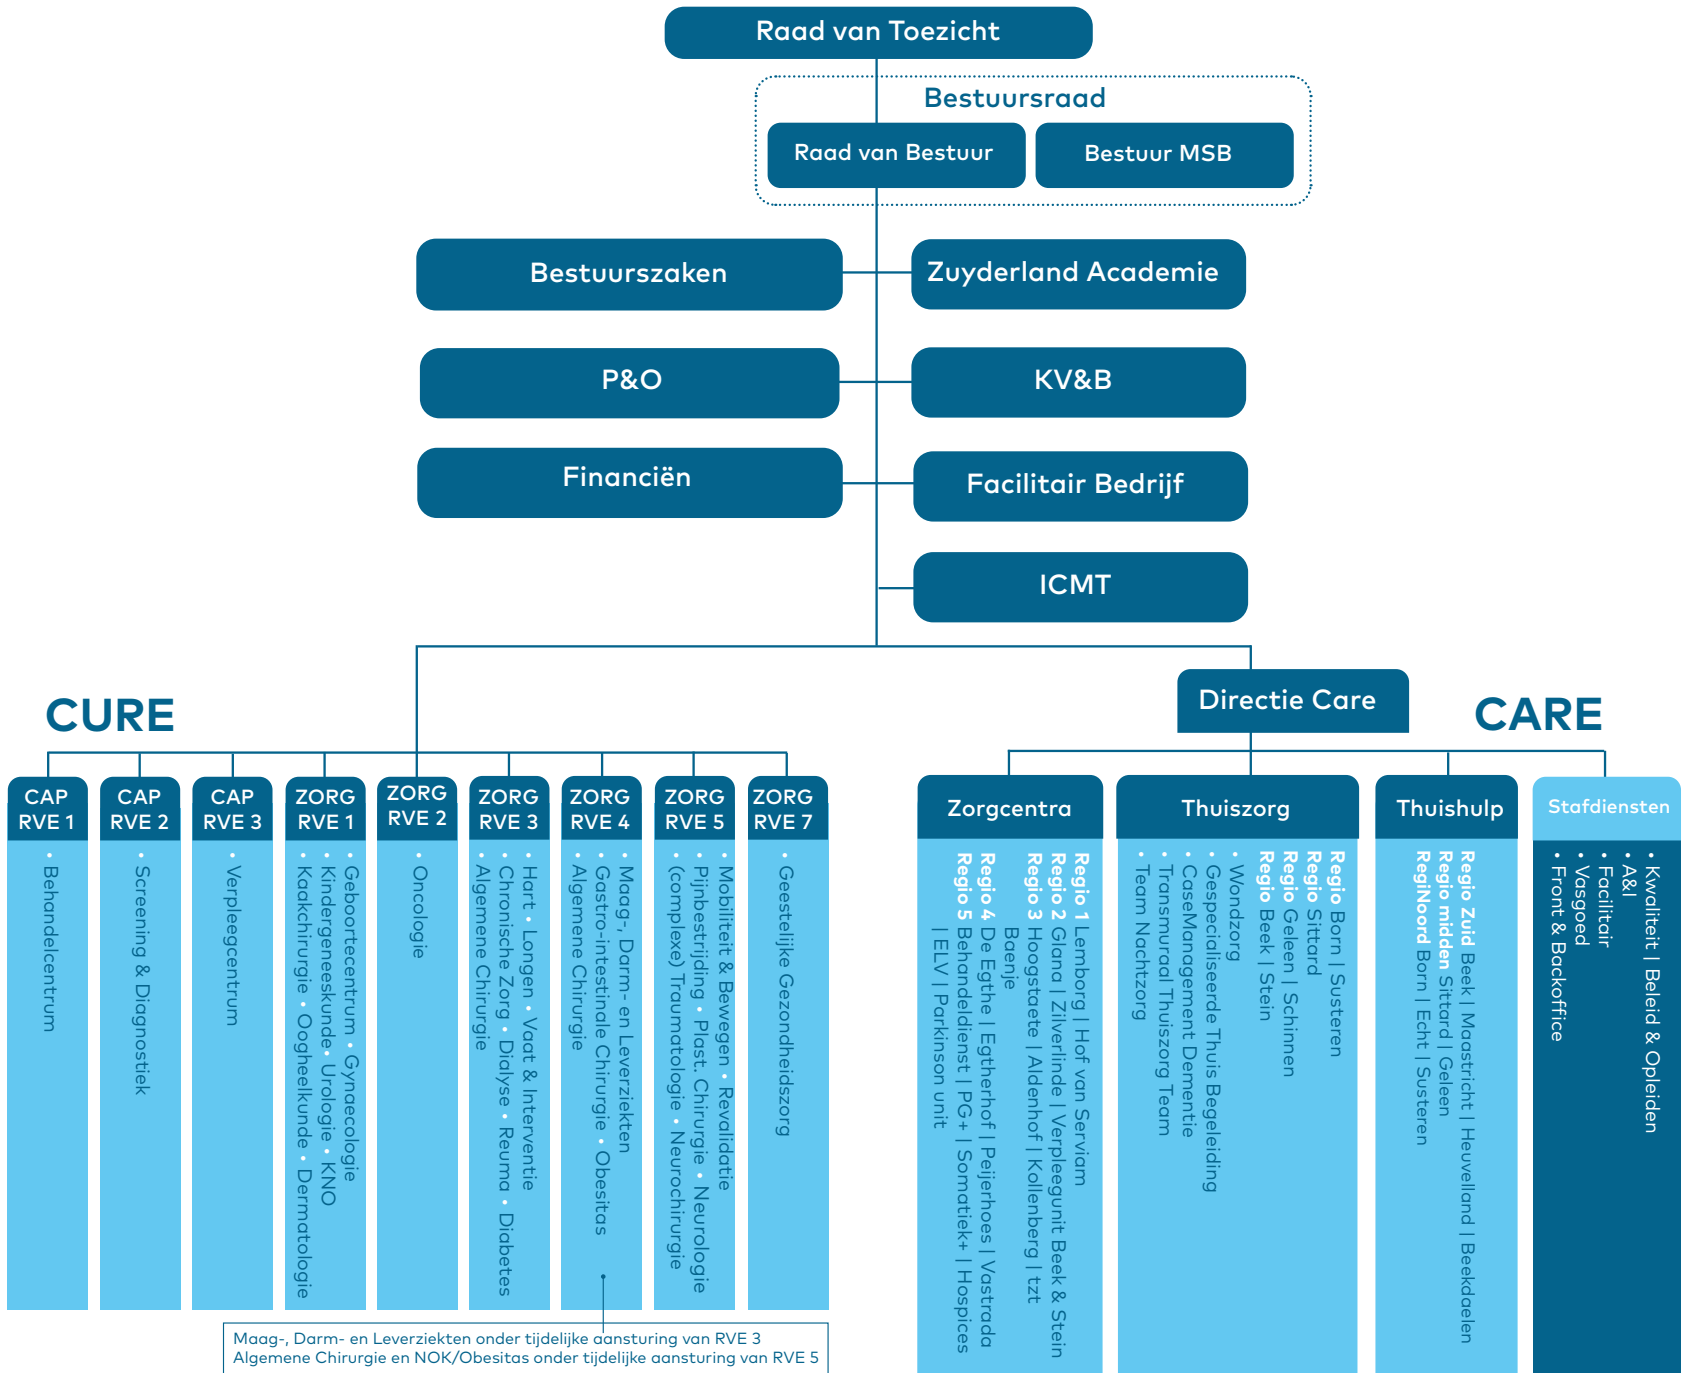 Raad van Toezicht
Bestuursraad
Raad van Bestuur
Bestuur MSB
Bestuurszaken
Zuyderland Academie
P&O
KV&B
Financiën
Facilitair Bedrijf
ICMT
CURE
Directie Care
CARE
CAP
RVE 1
• Behandelcentrum
CAP
RVE 2
• Screening & Diagnostiek
CAP
RVE 3
• Verpleegcentrum
ZORG
RVE 1
• Geboortecentrum • Gynaecologie
• Kindergeneeskunde • Urologie • KNO
• Kaakchirurgie • Oogheelkunde • Dermatologie
ZORG
RVE 2
• Oncologie
ZORG
RVE 3
• Hart • Longen • Vaat & Interventie
• Chronische Zorg • Dialyse • Reuma • Diabetes
• Algemene Chirurgie
ZORG
RVE 4
• Maag-, Darm- en Leverziekten
• Gastro-intestinale Chirurgie • Obesitas
• Algemene Chirurgie
ZORG
RVE 5
• Mobiliteit & Bewegen • Revalidatie
• Pijnbestrijding • Plast. Chirurgie • Neurologie
• (complexe) Traumatologie • Neurochirurgie
ZORG
RVE 7
• Geestelijke Gezondheidszorg
Maag-, Darm- en Leverziekten onder tijdelijke aansturing van RVE 3
Algemene Chirurgie en NOK/Obesitas onder tijdelijke aansturing van RVE 5
Zorgcentra
Regio 1 Lemborg | Hof van Serviam
Regio 2 Glana | Zilverlinde | Verpleegunit Beek & Stein
Regio 3 Hoogstaete | Aldenhof | Kollenberg | tzt
Baenje
Regio 4 De Egthe | Egtherhof | Peijerhoes | Vastrada
Regio 5 Behandeldienst | PG+ | Somatiek+ | Hospices
| ELV | Parkinson unit
Thuiszorg
Regio Born | Susteren
Regio Sittard
Regio Geleen | Schinnen
Regio Beek | Stein
• Wondzorg
• Gespecialiseerde Thuis Begeleiding
• CaseManagement Dementie
• Transmuraal Thuiszorg Team
• Team Nachtzorg
Thuishulp
Regio Zuid Beek | Maastricht | Heuvelland | Beekdaelen
Regio midden Sittard | Geleen
RegiNoord Born | Echt | Susteren
Stafdiensten
• Kwaliteit | Beleid & Opleiden
• A&I
• Facilitair
• Vasgoed
• Front & Backoffice